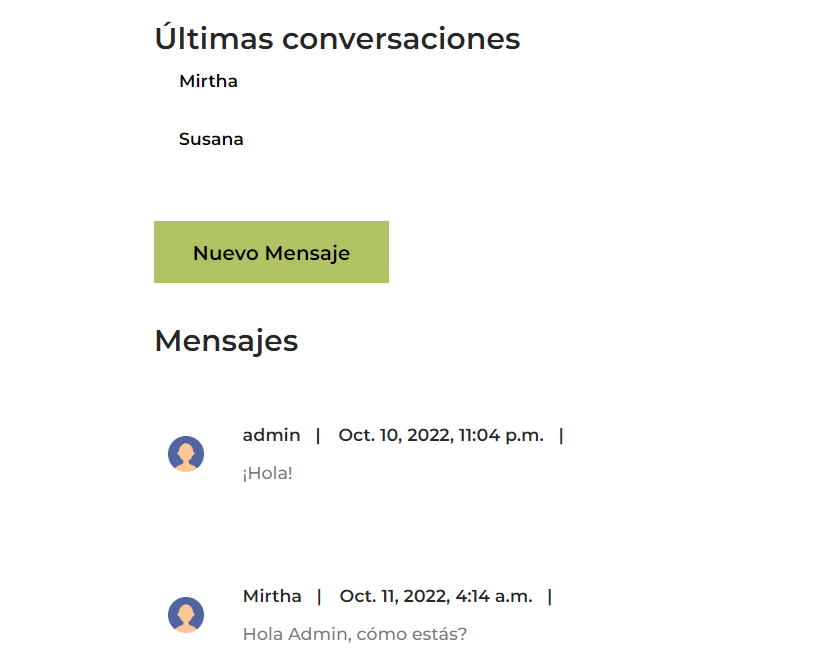 Últimas conversaciones
Mirtha
Susana
Nuevo Mensaje
Mensajes
admin | Oct. 10, 2022, 11:04 p.m. |
¡Hola!
Mirtha | Oct. 11, 2022, 4:14 a.m. |
Hola Admin, cómo estás?